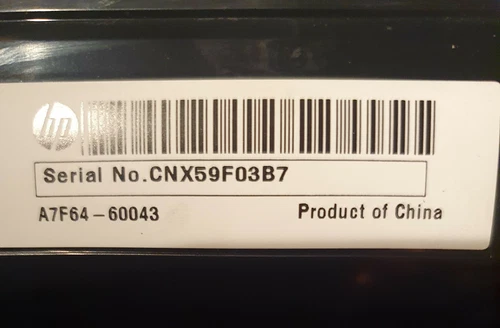 hp
Serial No.CNX59F03B7
A7F64-60043
Product of China